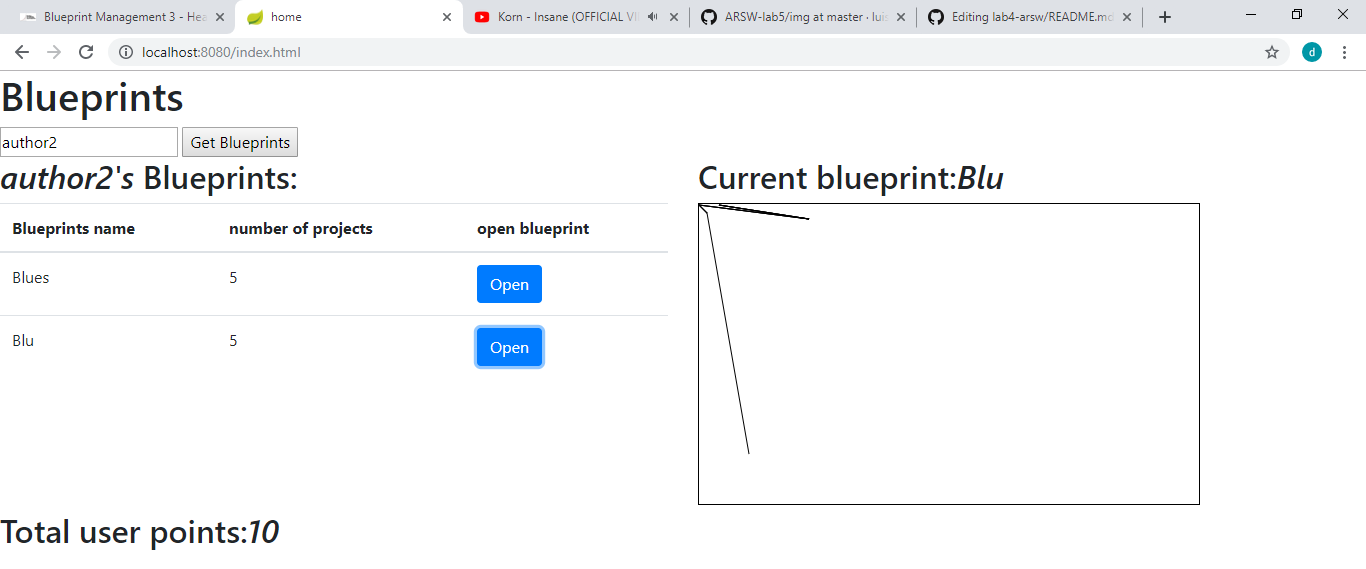 Blueprint Management 3 - Hea
home
Korn - Insane (OFFICIAL VI
ARSW-lab5/img at master · luis
Editing lab4-arsw/README.md
localhost:8080/index.html
d
Blueprints
author2 Get Blueprints
author2's Blueprints:
Blueprints name number of projects open blueprint
Blues 5 Open
Blu 5 Open
Current blueprint:Blu
Total user points:10